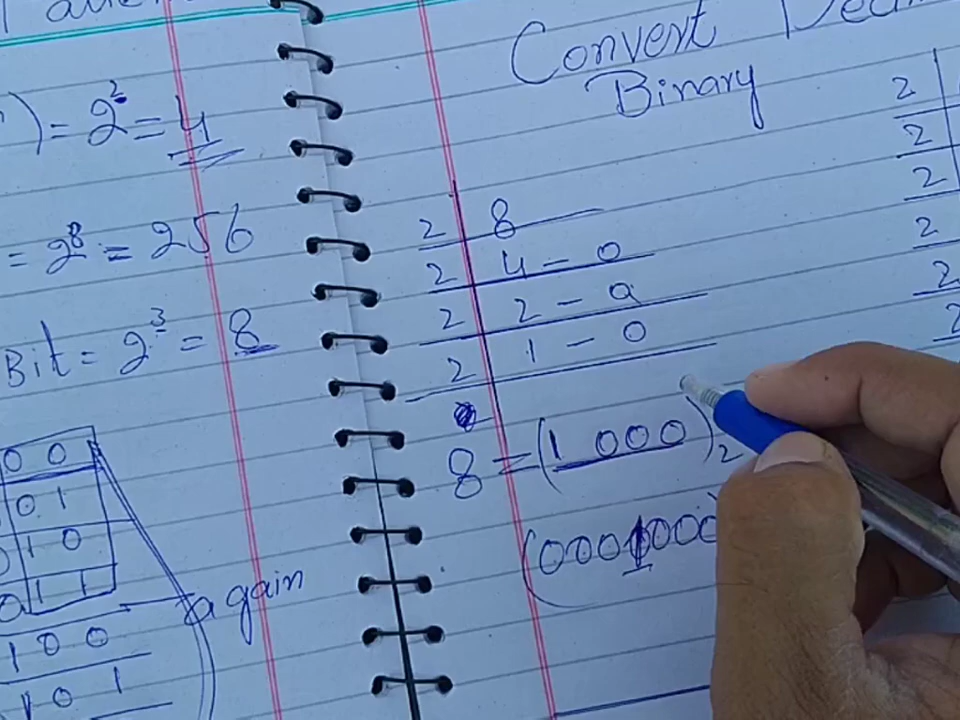 ) = 2² = 4
= 2⁸ = 256
Bit = 2³ = 8
0 0
0 1
1 0
1 1
again
1 0 0
1 0 1
Convert
Binary
2 8
2 4 - 0
2 2 - 0
2 1 - 0
8 = (1 000)₂
(0001000
2
2
2
2
2
2